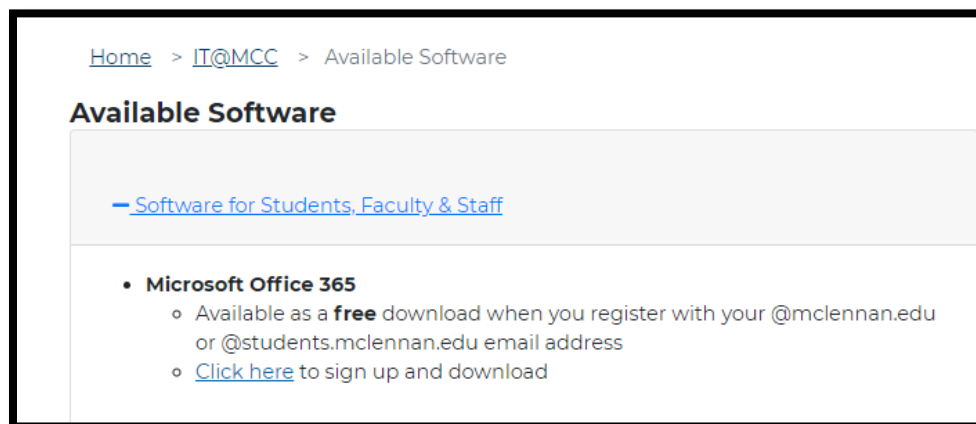 Home > IT@MCC > Available Software
Available Software
Software for Students, Faculty & Staff
• Microsoft Office 365
Available as a free download when you register with your @mclennan.edu
or @students.mclennan.edu email address
Click here to sign up and download